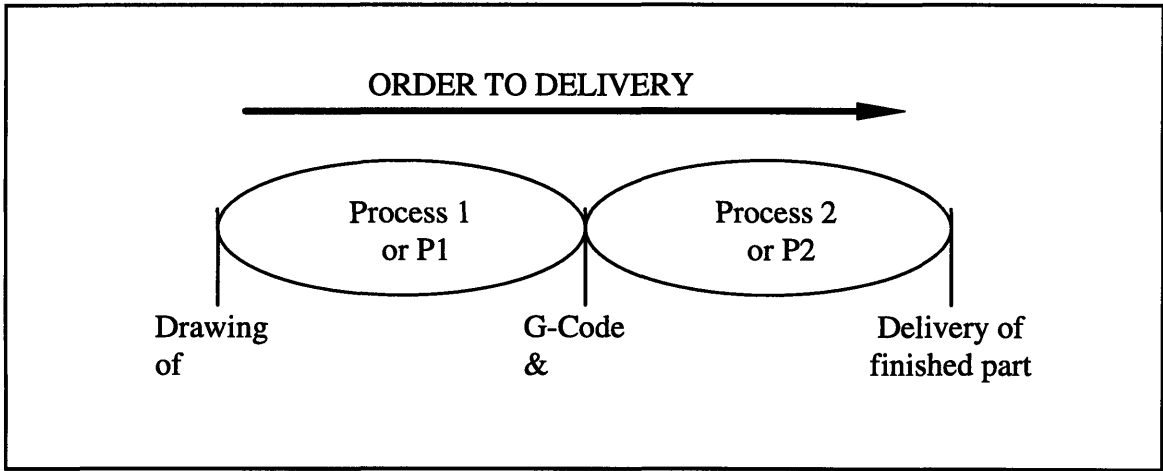 ORDER TO DELIVERY
Process 1
or P1
Process 2
or P2
Drawing
of
G-Code
&
Delivery of
finished part